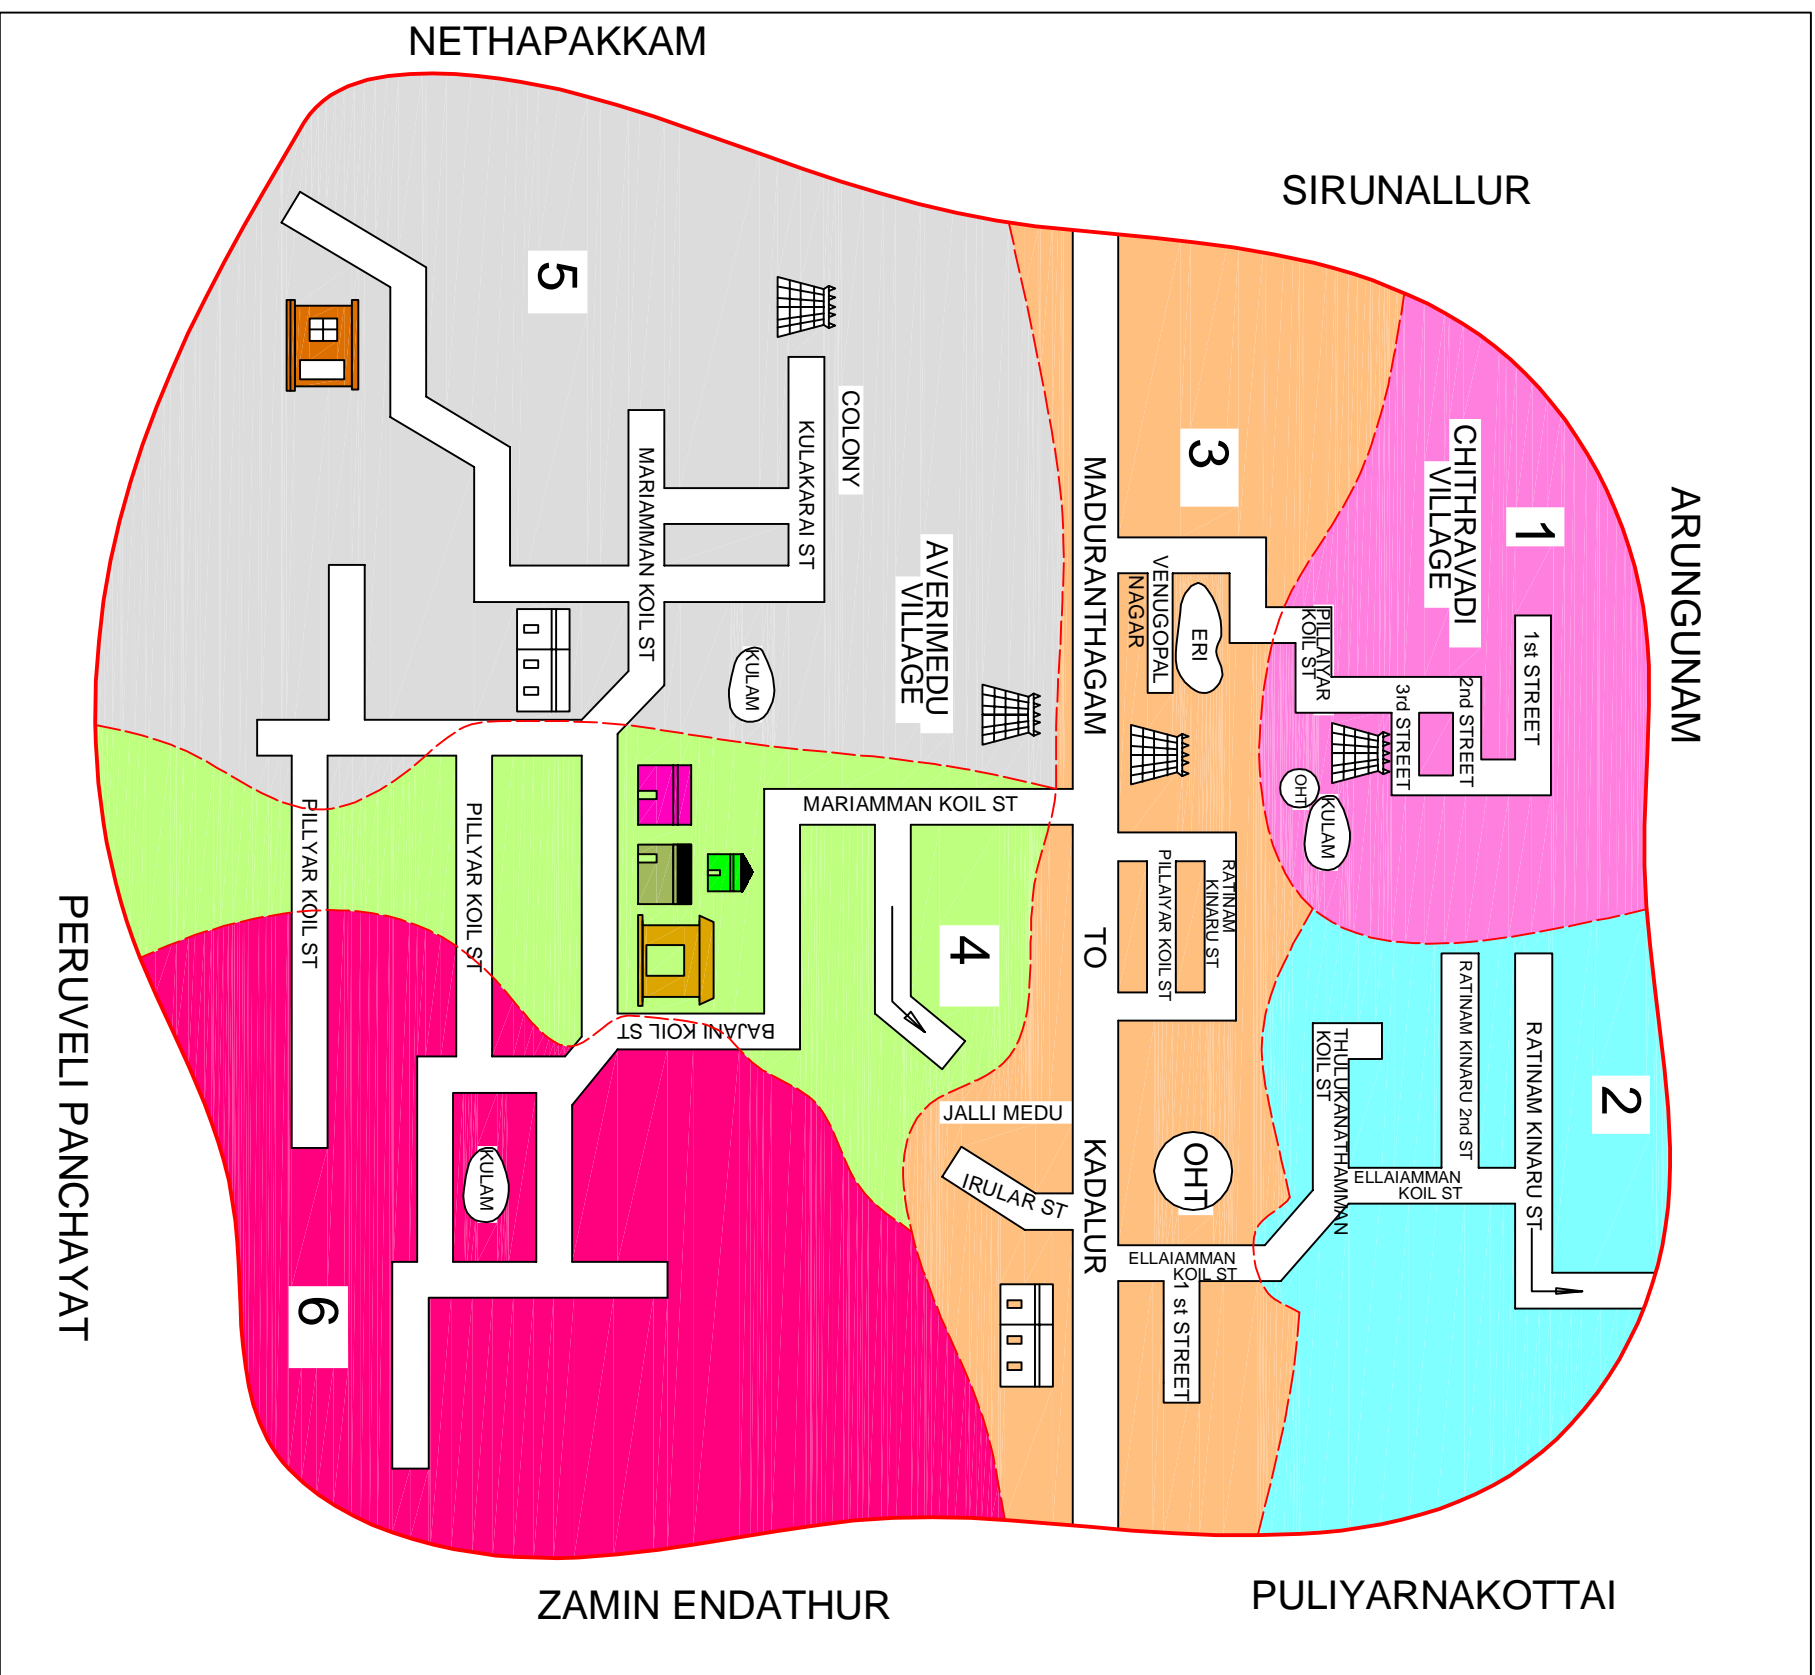 NETHAPAKKAM
SIRUNALLUR
ARUNGUNAM
5
COLONY
KULAKARAI ST
MARIAMMAN KOIL ST
AVERIMEDU
VILLAGE
KULAM
3
MADURANTHAGAM
TO
KADALUR
VENUGOPAL
NAGAR
ERI
1
CHITHRAVADI
VILLAGE
1st STREET
2nd STREET
3rd STREET
PILLAIYAR
KOIL ST
OHT
KULAM
PILLYAR KOIL ST
PILLYAR KOIL ST
MARIAMMAN KOIL ST
4
BAJANI KOIL ST
RATINAM
KINARU ST
PILLAIYAR KOIL ST
2
RATINAM KINARU ST
RATINAM KINARU 2nd ST
THULUKANATHAMMAN
KOIL ST
ELLAIAMMAN
KOIL ST
JALLI MEDU
IRULAR ST
OHT
ELLAIAMMAN
KOIL ST
1 st STREET
KULAM
6
PERUVELI PANCHAYAT
ZAMIN ENDATHUR
PULIYARNAKOTTAI